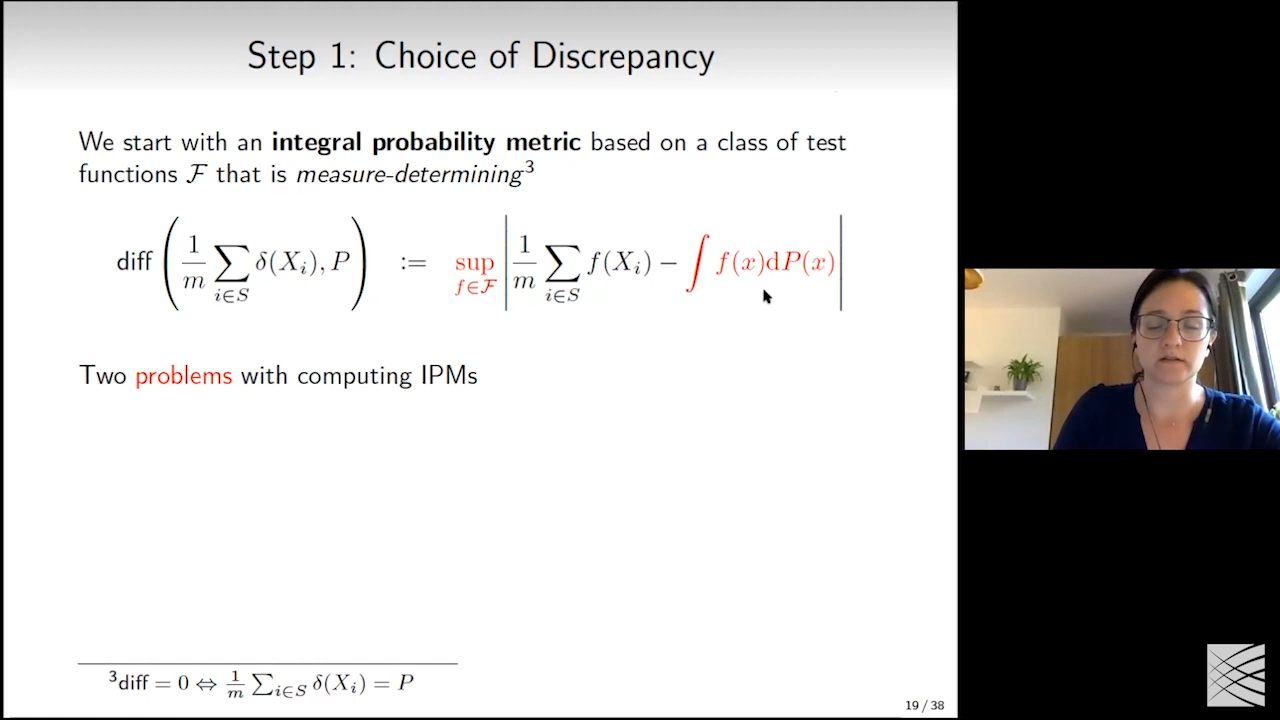 Step 1: Choice of Discrepancy
We start with an integral probability metric based on a class of test
functions ℱ that is measure-determining³
diff ( 1/m ∑_{i∈S} δ(X_i), P ) := sup_{f∈ℱ} | 1/m ∑_{i∈S} f(X_i) − ∫ f(x)dP(x) |
Two problems with computing IPMs
³diff = 0 ⇔ 1/m ∑_{i∈S} δ(X_i) = P
19 / 38